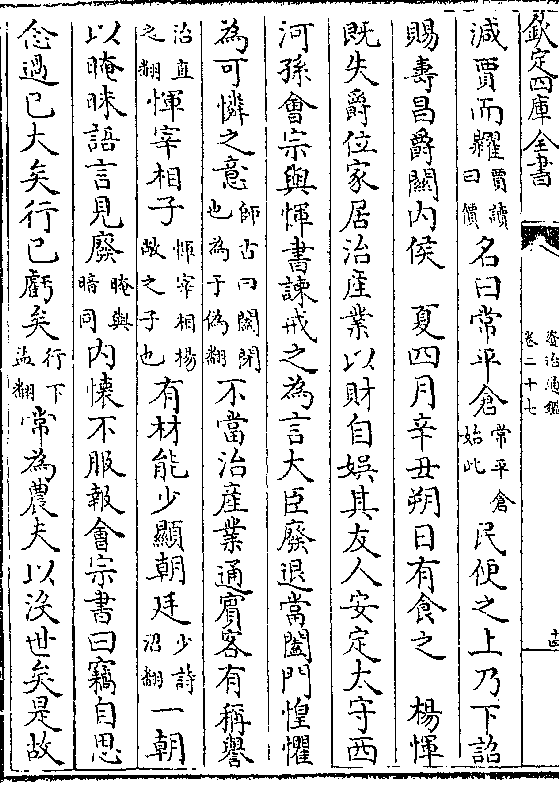 欽定四庫全書
資治通鑑
卷二十七
減賈而糶賈讀曰價名曰常平倉常平倉始此民便之上乃下詔
賜壽昌爵關內侯　夏四月辛丑朔日有食之　楊惲
既失爵位家居治產業以財自娛其友人安定太守西
河孫會宗與惲書諫戒之為言大臣廢退當闔門惶懼
為可憐之意師古曰闔閉也為于偽翻不當治產業通賓客有稱譽
治直之翻惲宰相子惲宰相楊敞之子也有材能少顯朝廷少詩沼翻一朝
以晻昧語言見廢晻與暗同內懷不服報會宗書曰竊自思
念過已大矣行已虧矣行下孟翻常為農夫以沒世矣是故